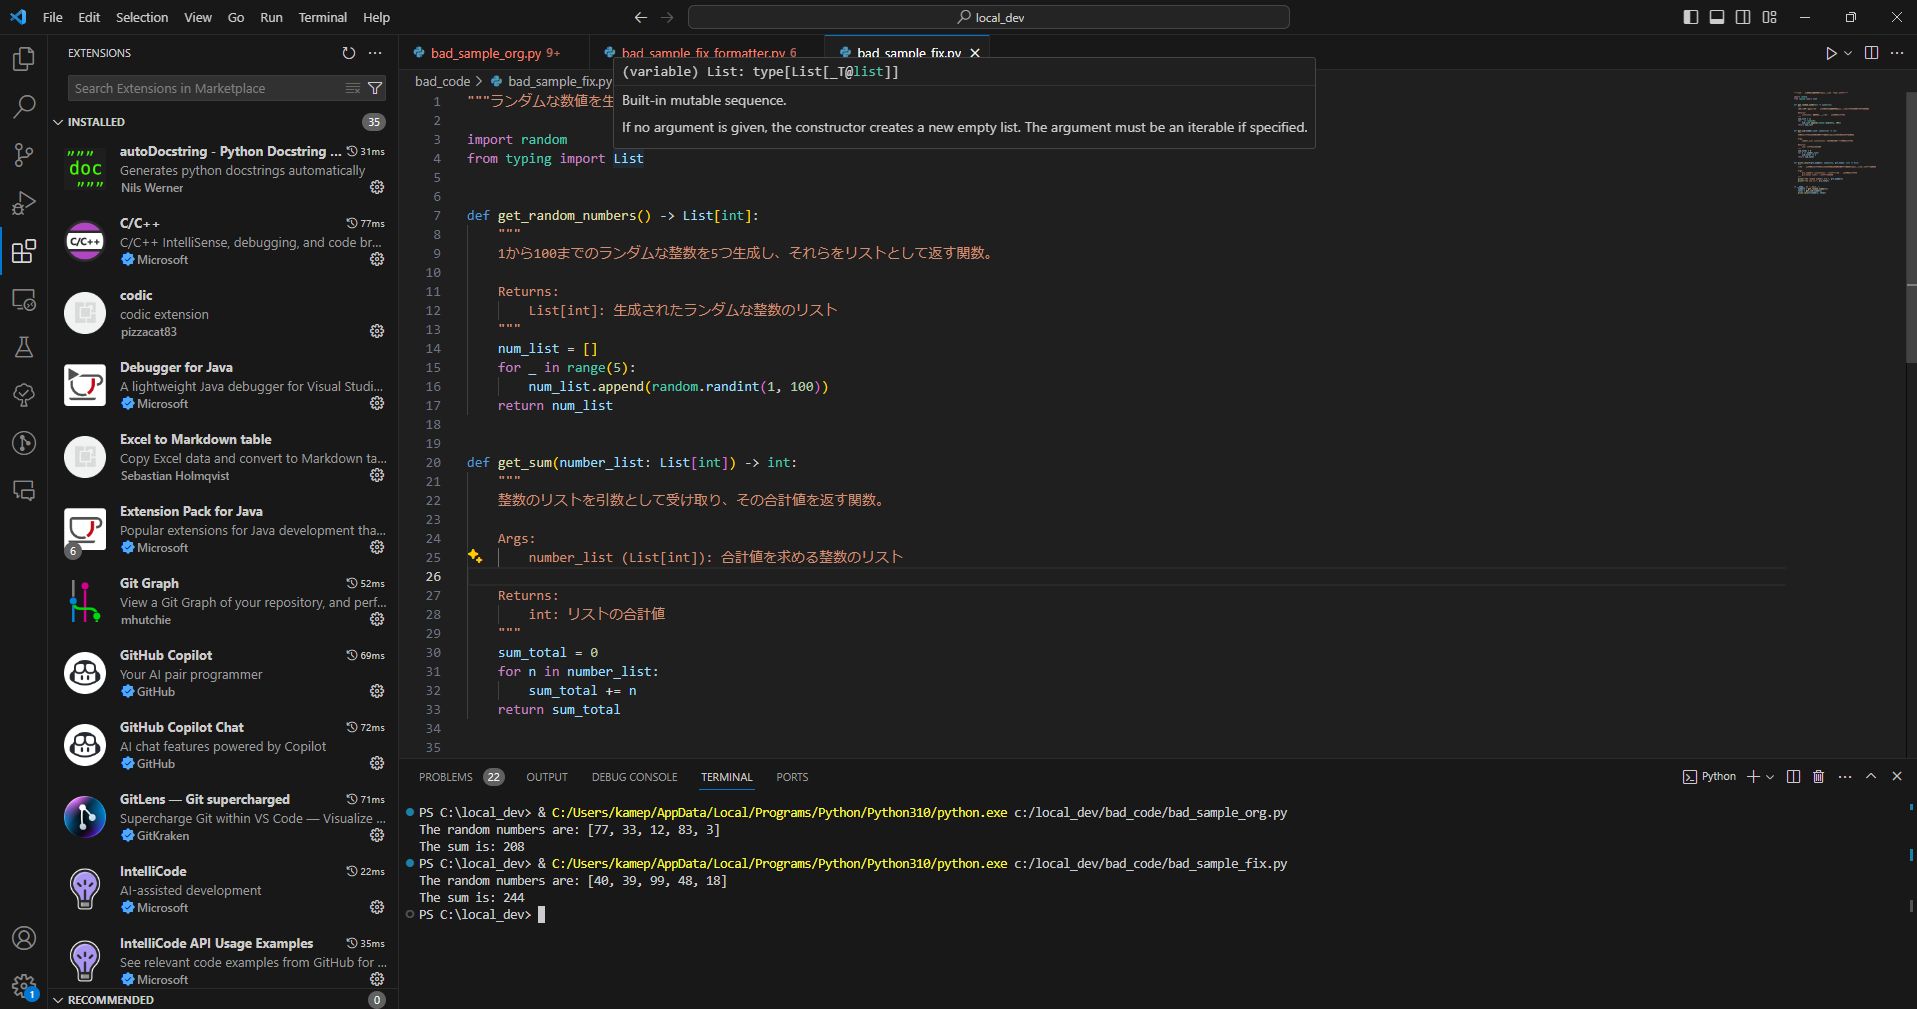 File Edit Selection View Go Run Terminal Help
local_dev
EXTENSIONS
Search Extensions in Marketplace
INSTALLED 35
autoDocstring - Python Docstring ... 31ms
Generates python docstrings automatically
Nils Werner
C/C++ 77ms
C/C++ IntelliSense, debugging, and code br...
Microsoft
codic
codic extension
pizzacat83
Debugger for Java
A lightweight Java debugger for Visual Studi...
Microsoft
Excel to Markdown table
Copy Excel data and convert to Markdown ta...
Sebastian Holmqvist
Extension Pack for Java
Popular extensions for Java development tha...
6 Microsoft
Git Graph 52ms
View a Git Graph of your repository, and perf...
mhutchie
GitHub Copilot 69ms
Your AI pair programmer
GitHub
GitHub Copilot Chat 72ms
AI chat features powered by Copilot
GitHub
GitLens — Git supercharged 71ms
Supercharge Git within VS Code — Visualize ...
GitKraken
IntelliCode 22ms
AI-assisted development
Microsoft
IntelliCode API Usage Examples 35ms
See relevant code examples from GitHub for ...
Microsoft
RECOMMENDED 0
1
bad_sample_org.py 9+ bad_sample_fix_formatter.py 6 bad_sample_fix.py
bad_code > bad_sample_fix.py
(variable) List: type[List[_T@list]]
Built-in mutable sequence.
If no argument is given, the constructor creates a new empty list. The argument must be an iterable if specified.
1 """ランダムな数値を生
2
3 import random
4 from typing import List
5
6
7 def get_random_numbers() -> List[int]:
8 """
9 1から100までのランダムな整数を5つ生成し、それらをリストとして返す関数。
10
11 Returns:
12 List[int]: 生成されたランダムな整数のリスト
13 """
14 num_list = []
15 for _ in range(5):
16 num_list.append(random.randint(1, 100))
17 return num_list
18
19
20 def get_sum(number_list: List[int]) -> int:
21 """
22 整数のリストを引数として受け取り、その合計値を返す関数。
23
24 Args:
25 number_list (List[int]): 合計値を求める整数のリスト
26
27 Returns:
28 int: リストの合計値
29 """
30 sum_total = 0
31 for n in number_list:
32 sum_total += n
33 return sum_total
34
35
PROBLEMS 22 OUTPUT DEBUG CONSOLE TERMINAL PORTS Python
PS C:\local_dev> & C:/Users/kamep/AppData/Local/Programs/Python/Python310/python.exe c:/local_dev/bad_code/bad_sample_org.py
The random numbers are: [77, 33, 12, 83, 3]
The sum is: 208
PS C:\local_dev> & C:/Users/kamep/AppData/Local/Programs/Python/Python310/python.exe c:/local_dev/bad_code/bad_sample_fix.py
The random numbers are: [40, 39, 99, 48, 18]
The sum is: 244
PS C:\local_dev>